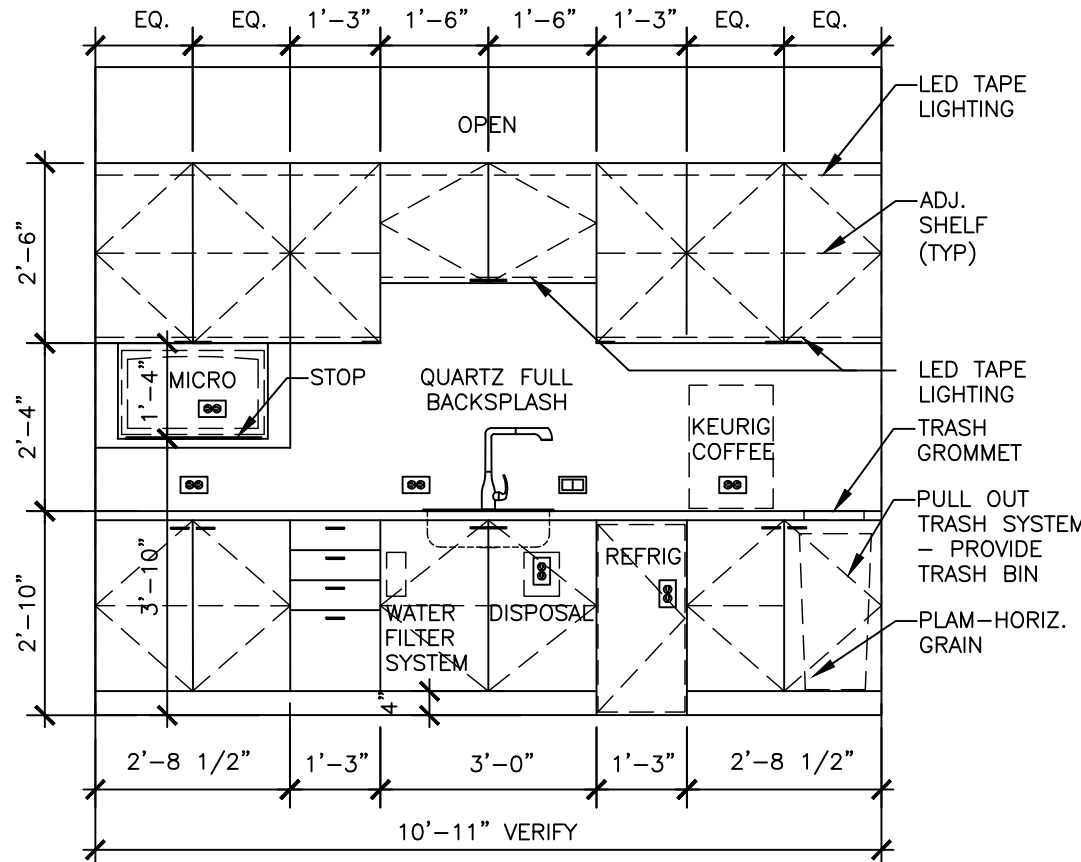 EQ. EQ. 1'-3" 1'-6" 1'-6" 1'-3" EQ. EQ.
OPEN
LED TAPE
LIGHTING
ADJ.
SHELF
(TYP)
2'-6"
MICRO
1'-4"
STOP
QUARTZ FULL
BACKSPLASH
LED TAPE
LIGHTING
2'-4"
KEURIG
COFFEE
TRASH
GROMMET
PULL OUT
TRASH SYSTEM
- PROVIDE
TRASH BIN
REFRIG
2'-10"
3'-10"
WATER
FILTER
SYSTEM
DISPOSAL
PLAM-HORIZ.
GRAIN
4"
2'-8 1/2" 1'-3" 3'-0" 1'-3" 2'-8 1/2"
10'-11" VERIFY